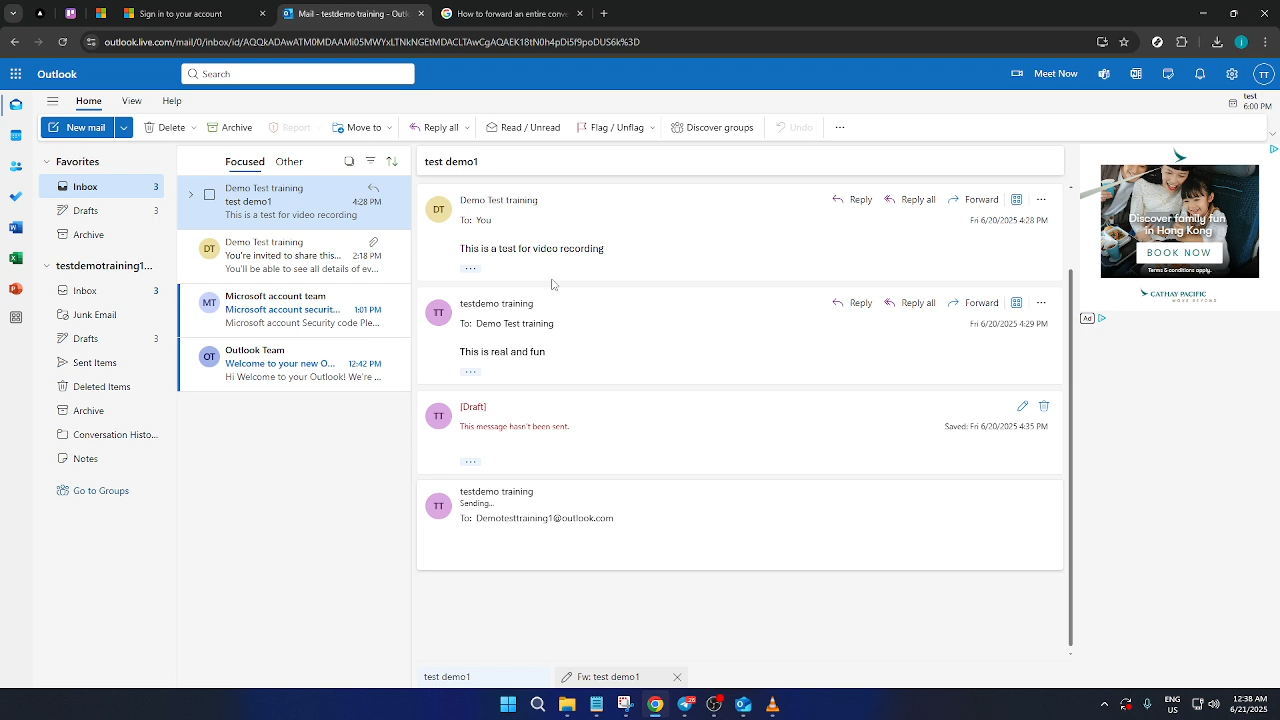 Sign in to your account
Mail - testdemo training - Outl
How to forward an entire conve
outlook.live.com/mail/0/inbox/id/AQQkADAwATM0MDAAMi05MWYxLTNkNGEtMDACLTAwCgAQAEK18tN0h4pDi5f9poDUS6k%3D
Outlook
Search
Meet Now
TT
Home
View
Help
test
6:00 PM
New mail
Delete
Archive
Report
Move to
Reply all
Read / Unread
Flag / Unflag
Discover groups
Undo
Favorites
Inbox 3
Drafts 3
Archive
testdemotraining1...
Inbox 3
Junk Email
Drafts 3
Sent Items
Deleted Items
Archive
Conversation Histo...
Notes
Go to Groups
Focused
Other
Demo Test training
test demo1 4:28 PM
This is a test for video recording
DT
Demo Test training
You're invited to share this... 2:18 PM
You'll be able to see all details of ev...
MT
Microsoft account team
Microsoft account securit... 1:01 PM
Microsoft account Security code Ple...
OT
Outlook Team
Welcome to your new O... 12:42 PM
Hi Welcome to your Outlook! We're ...
test demo1
DT
Demo Test training
Reply
Reply all
Forward
To: You
Fri 6/20/2025 4:28 PM
This is a test for video recording
TT
testdemo training
Reply
Reply all
Forward
To: Demo Test training
Fri 6/20/2025 4:29 PM
This is real and fun
TT
[Draft]
This message hasn't been sent.
Saved: Fri 6/20/2025 4:35 PM
TT
testdemo training
Sending...
To: Demotesttraining1@outlook.com
test demo1
Fw: test demo1
Discover family fun
in Hong Kong
BOOK NOW
Terms & conditions apply.
CATHAY PACIFIC
MOVE BEYOND
Ad
ENG
US
12:38 AM
6/21/2025